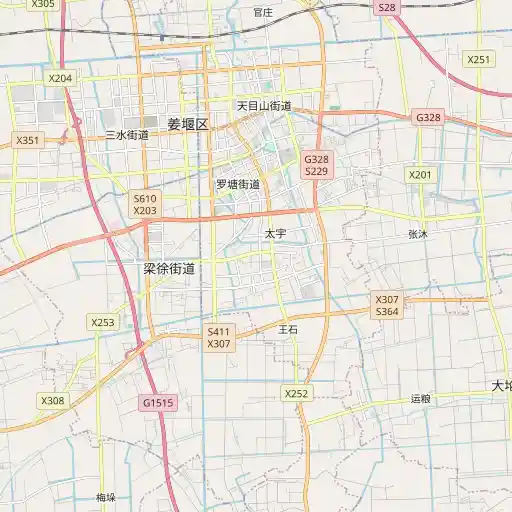 X305
官庄
S28
X251
X204
天目山街道
姜堰区
G328
三水街道
X351
G328
S229
X201
罗塘街道
S610
X203
太宇
张沐
梁徐街道
X307
S364
X253
王石
S411
X307
X252
大坨
X308
G1515
运粮
梅垛